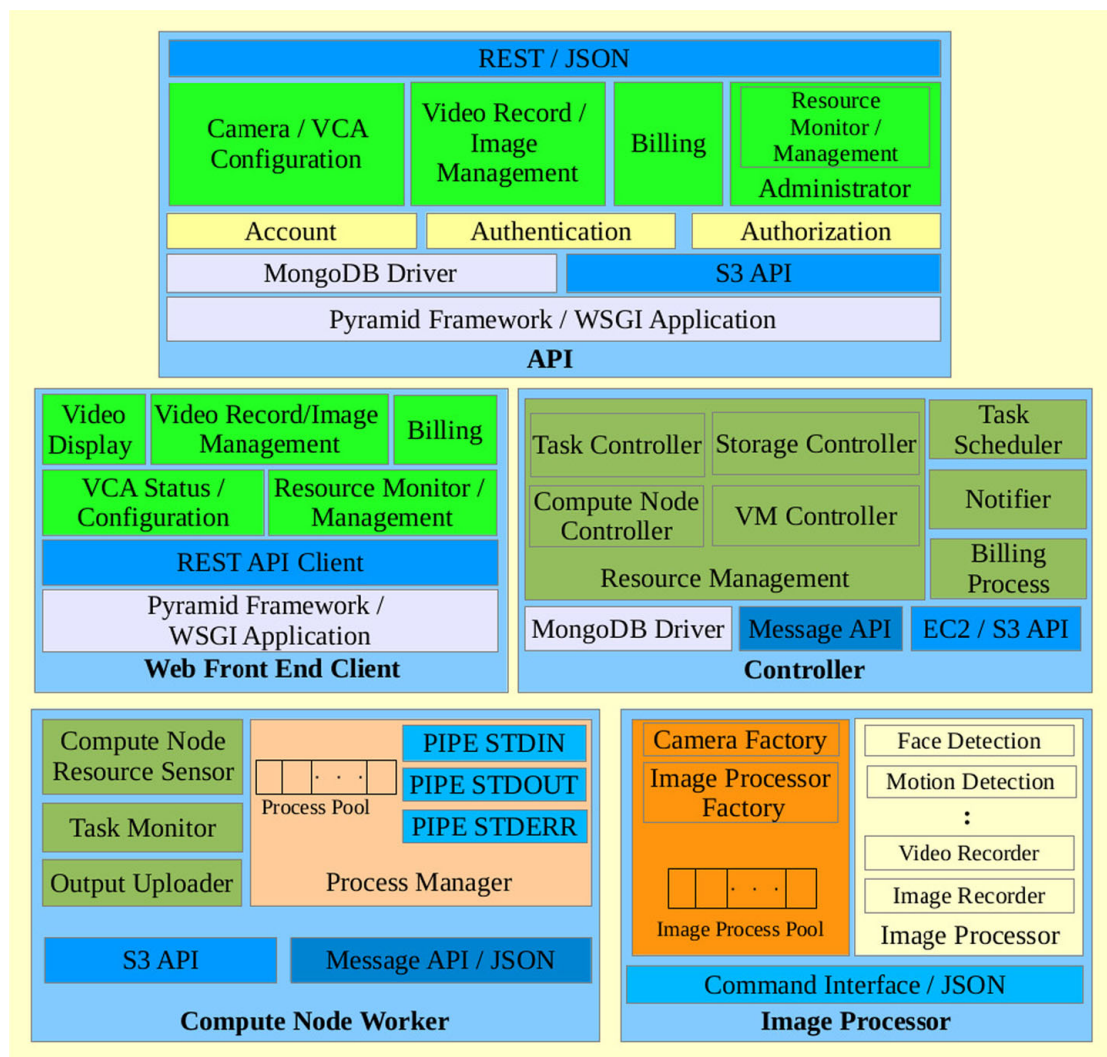 REST / JSON
Camera / VCA
Configuration
Video Record /
Image
Management
Billing
Resource
Monitor /
Management
Administrator
Account
Authentication
Authorization
MongoDB Driver
S3 API
Pyramid Framework / WSGI Application
API
Video
Display
Video Record/Image
Management
Billing
VCA Status /
Configuration
Resource Monitor /
Management
REST API Client
Pyramid Framework /
WSGI Application
Web Front End Client
Task Controller
Storage Controller
Compute Node
Controller
VM Controller
Resource Management
Task
Scheduler
Notifier
Billing
Process
MongoDB Driver
Message API
EC2 / S3 API
Controller
Compute Node
Resource Sensor
Task Monitor
Output Uploader
. . .
Process Pool
PIPE STDIN
PIPE STDOUT
PIPE STDERR
Process Manager
S3 API
Message API / JSON
Compute Node Worker
Camera Factory
Image Processor
Factory
. . .
Image Process Pool
Face Detection
Motion Detection
:
Video Recorder
Image Recorder
Image Processor
Command Interface / JSON
Image Processor